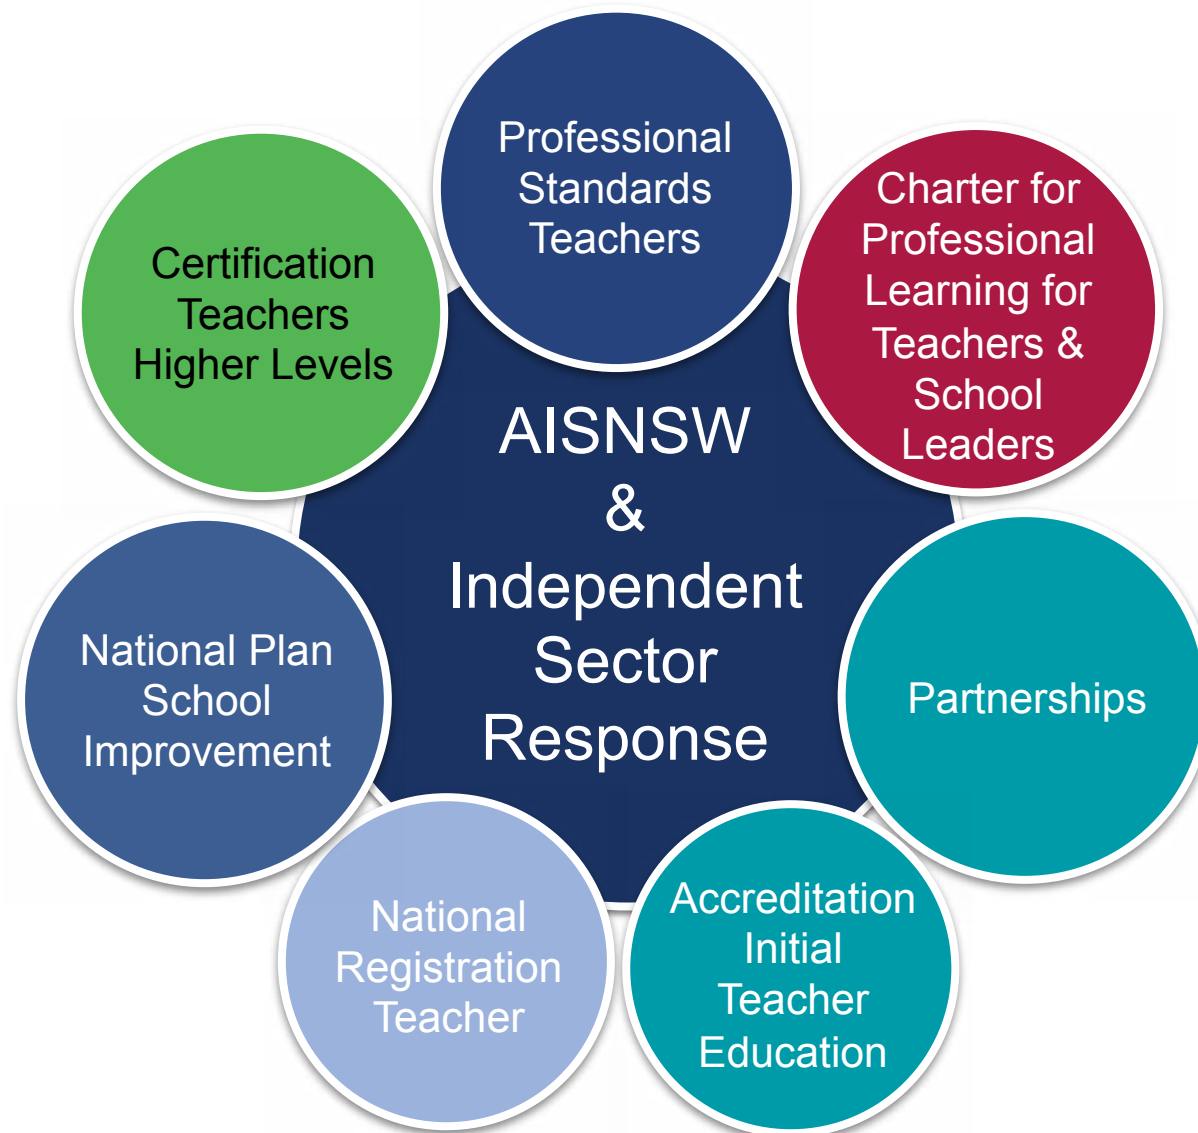 Professional
Standards
Teachers
Charter for
Professional
Learning for
Teachers &
School
Leaders
Certification
Teachers
Higher Levels
AISNSW
&
Independent
Sector
Response
National Plan
School
Improvement
Partnerships
National
Registration
Teacher
Accreditation
Initial
Teacher
Education